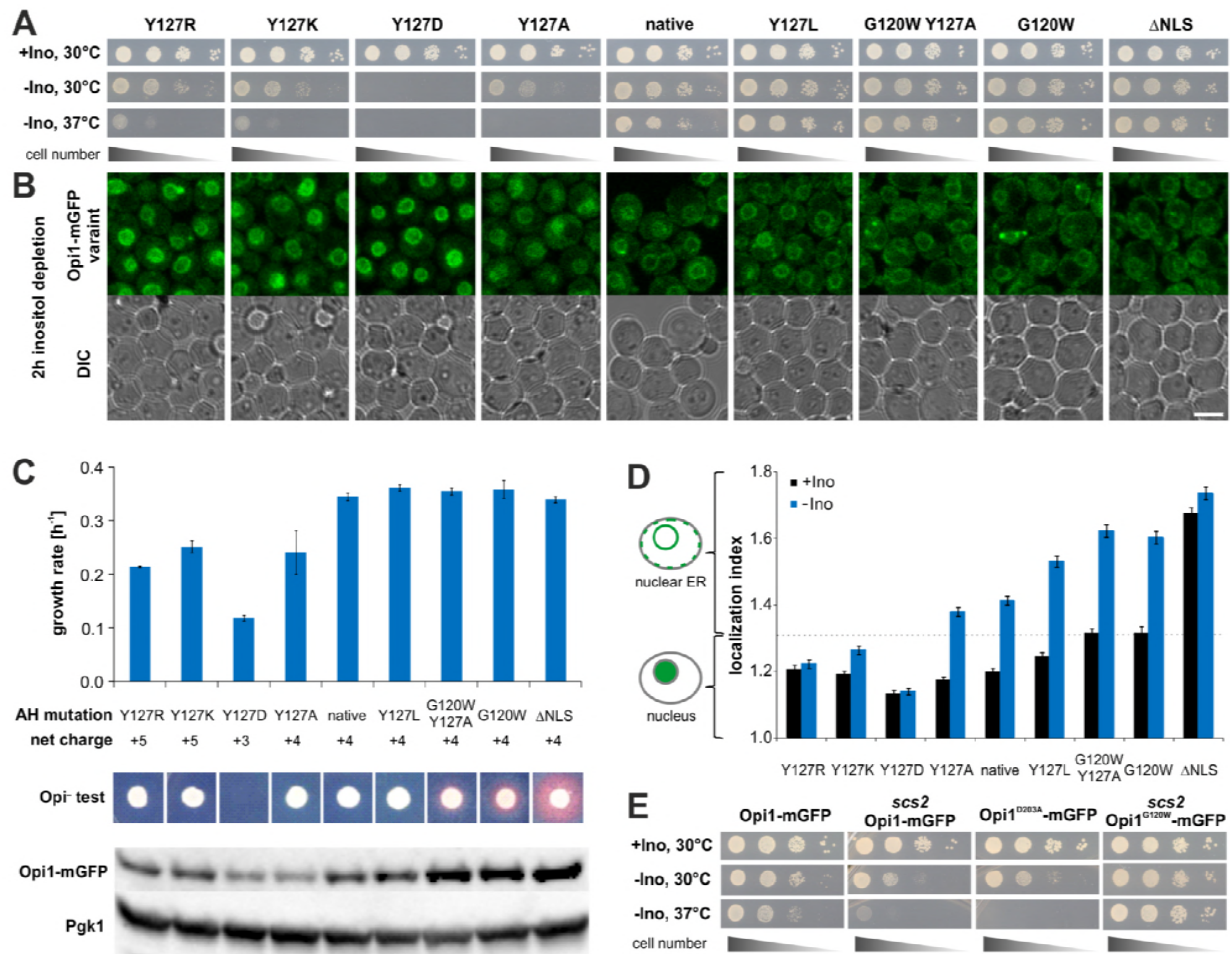 A
Y127R Y127K Y127D Y127A native Y127L G120W Y127A G120W ΔNLS
+Ino, 30°C
-Ino, 30°C
-Ino, 37°C
cell number
B
2h inositol depletion
Opi1-mGFP
varaint
DIC
C
growth rate [h⁻¹]
0.4
0.3
0.2
0.1
0.0
AH mutation Y127R Y127K Y127D Y127A native Y127L G120W Y127A G120W ΔNLS
net charge +5 +5 +3 +4 +4 +4 +4 +4 +4
Opi⁻ test
Opi1-mGFP
Pgk1
D
nuclear ER
nucleus
localization index
1.8
1.6
1.4
1.2
1.0
+Ino
-Ino
Y127R Y127K Y127D Y127A native Y127L G120W Y127A G120W ΔNLS
E
Opi1-mGFP
scs2
Opi1-mGFP
Opi1D203A-mGFP
scs2
Opi1G120W-mGFP
+Ino, 30°C
-Ino, 30°C
-Ino, 37°C
cell number